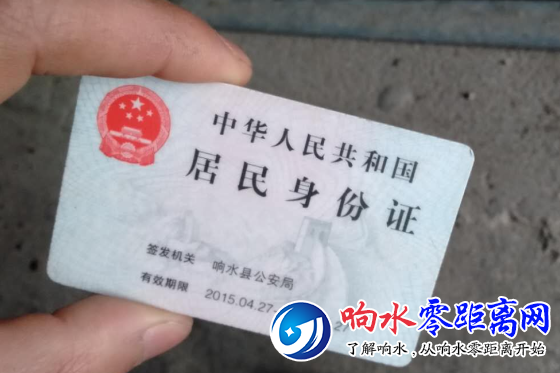 中华人民共和国
居民身份证
签发机关 响水县公安局
有效期限 2015.04.27-
响水零距离网
了解响水,从响水零距离开始